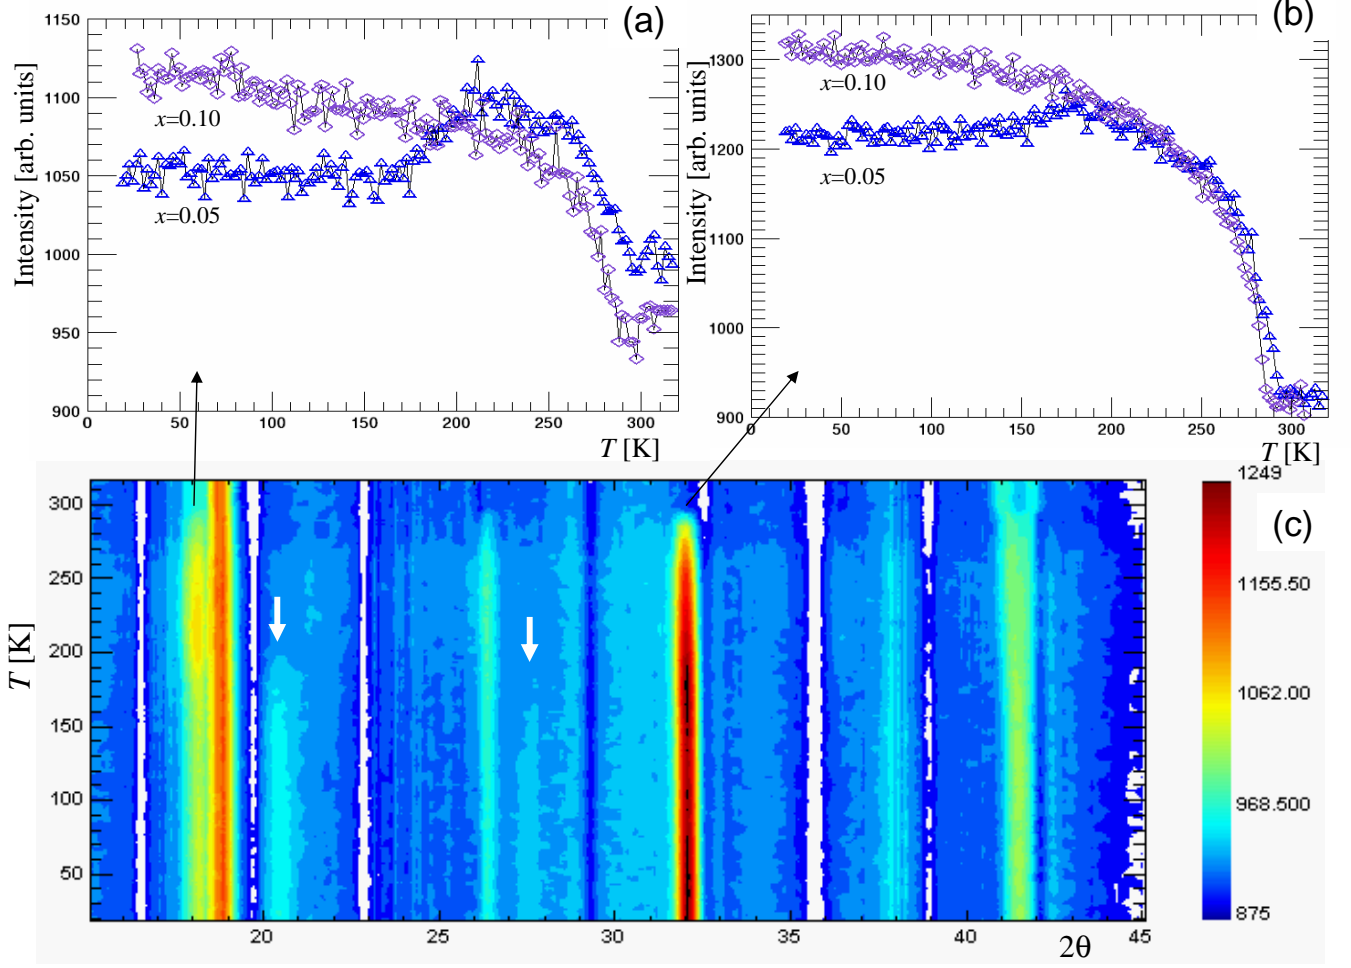 (a)
1150
1100
1050
1000
950
900
Intensity [arb. units]
x=0.10
x=0.05
0 50 100 150 200 250 300
T [K]
(b)
1300
1200
1100
1000
900
Intensity [arb. units]
x=0.10
x=0.05
0 50 100 150 200 250 300
T [K]
(c)
300
250
200
150
100
50
T [K]
20 25 30 35 40 45
2θ
1249
1155.50
1062.00
968.500
875